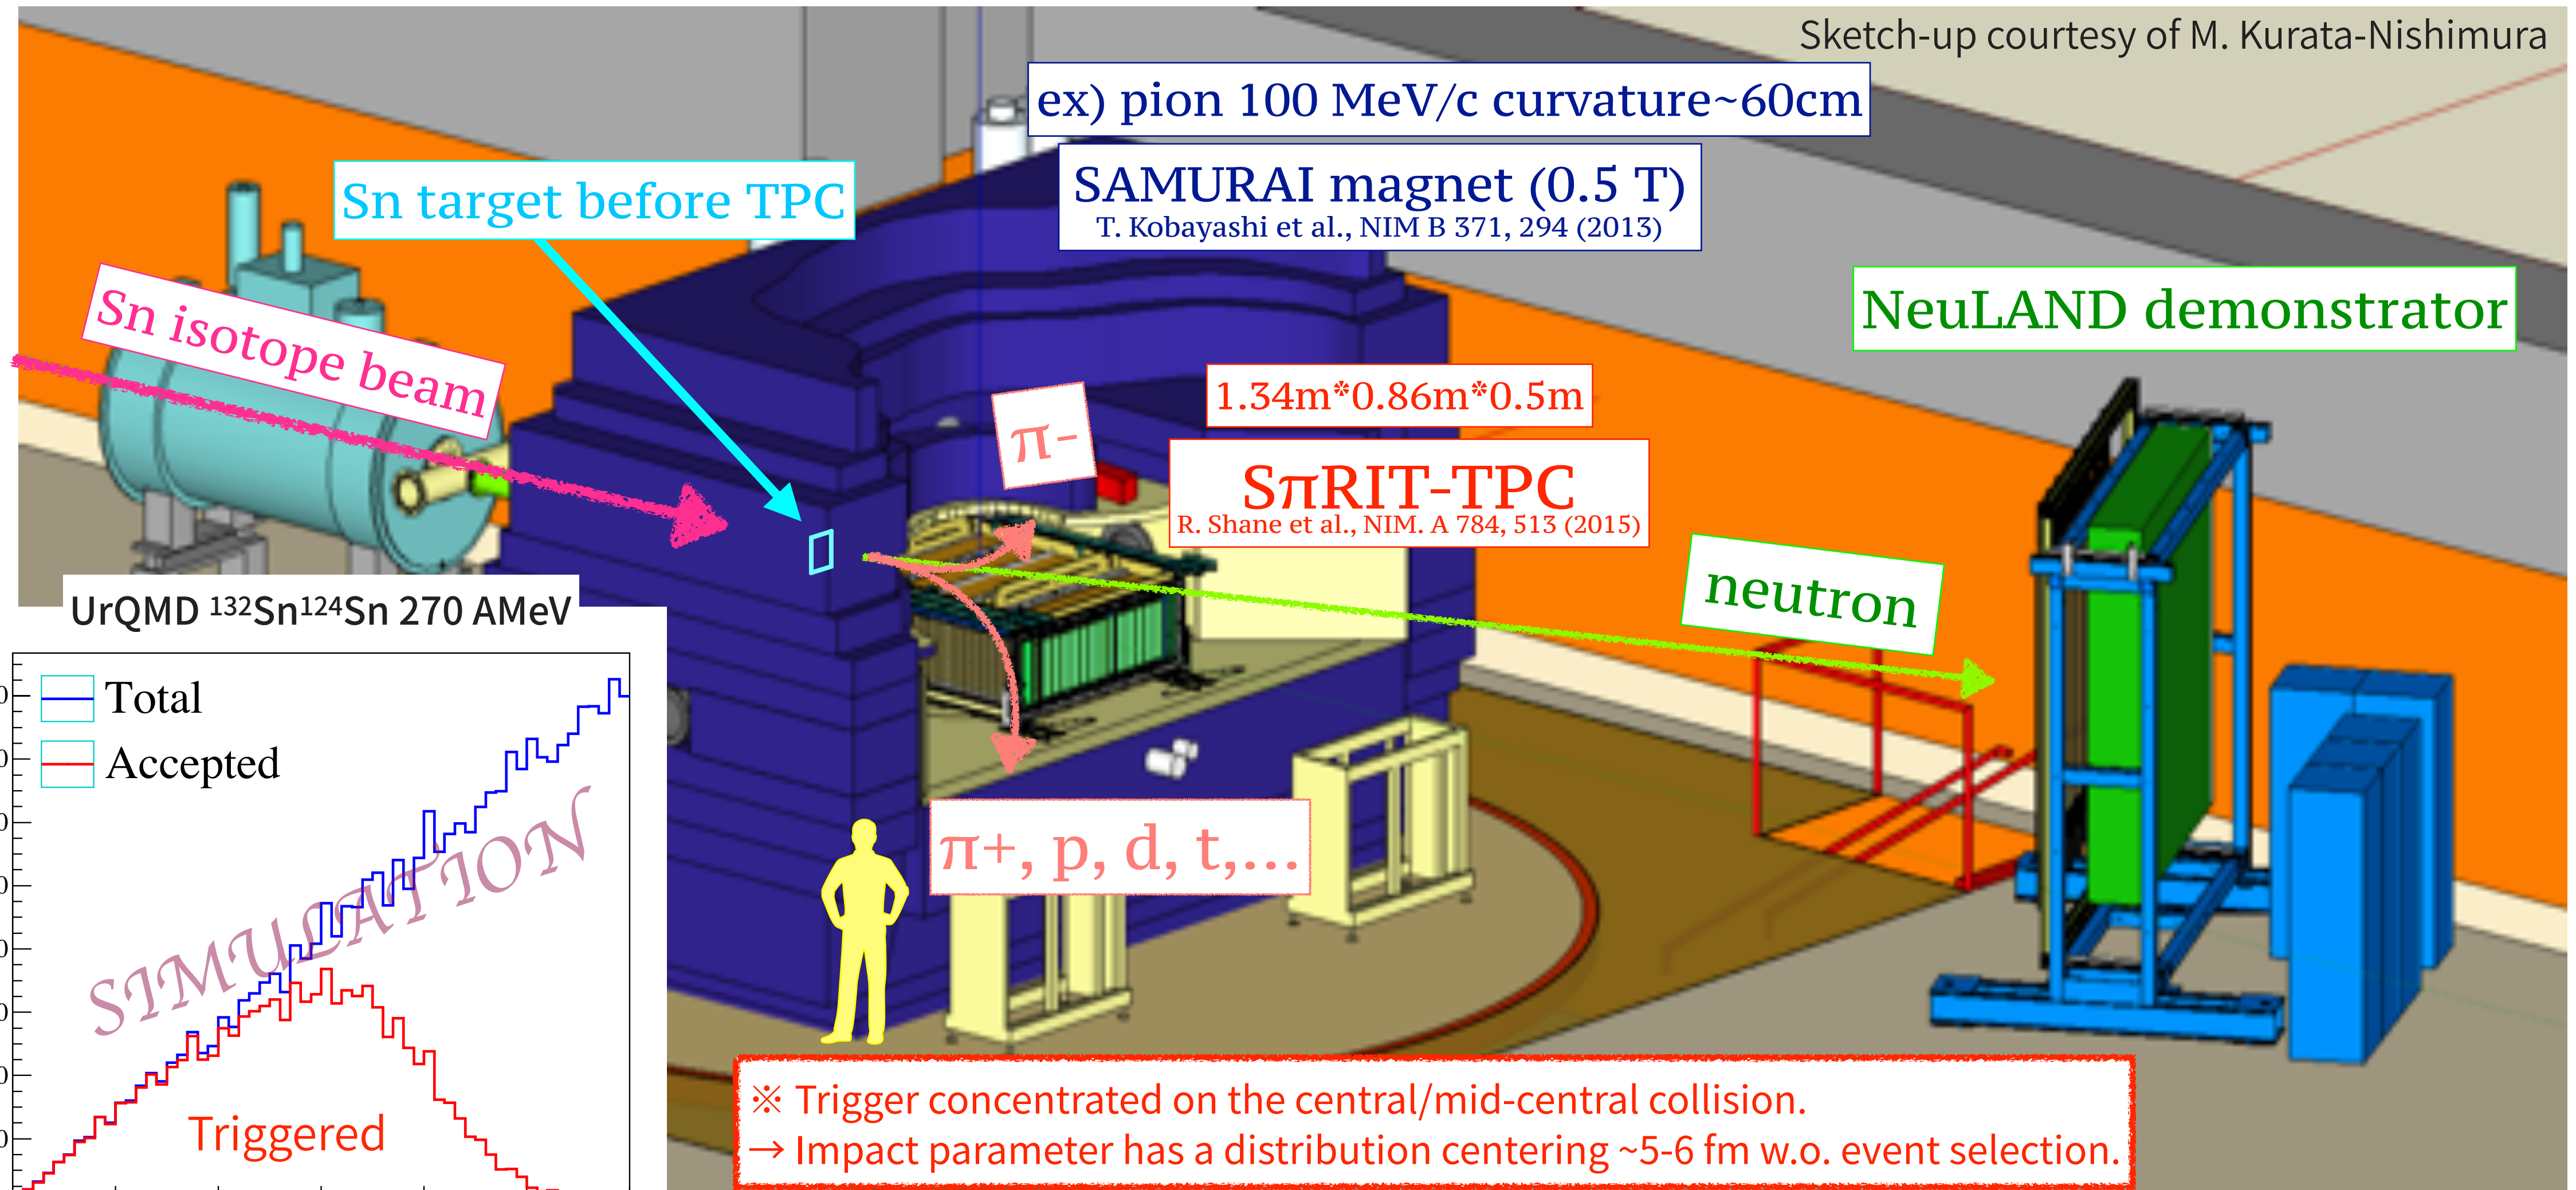 Sketch-up courtesy of M. Kurata-Nishimura
ex) pion 100 MeV/c curvature~60cm
SAMURAI magnet (0.5 T)
T. Kobayashi et al., NIM B 371, 294 (2013)
Sn target before TPC
Sn isotope beam
NeuLAND demonstrator
1.34m*0.86m*0.5m
π-
SπRIT-TPC
R. Shane et al., NIM. A 784, 513 (2015)
neutron
UrQMD ¹³²Sn¹²⁴Sn 270 AMeV
Total
Accepted
SIMULATION
Triggered
π+, p, d, t,...
※ Trigger concentrated on the central/mid-central collision.
→ Impact parameter has a distribution centering ~5-6 fm w.o. event selection.